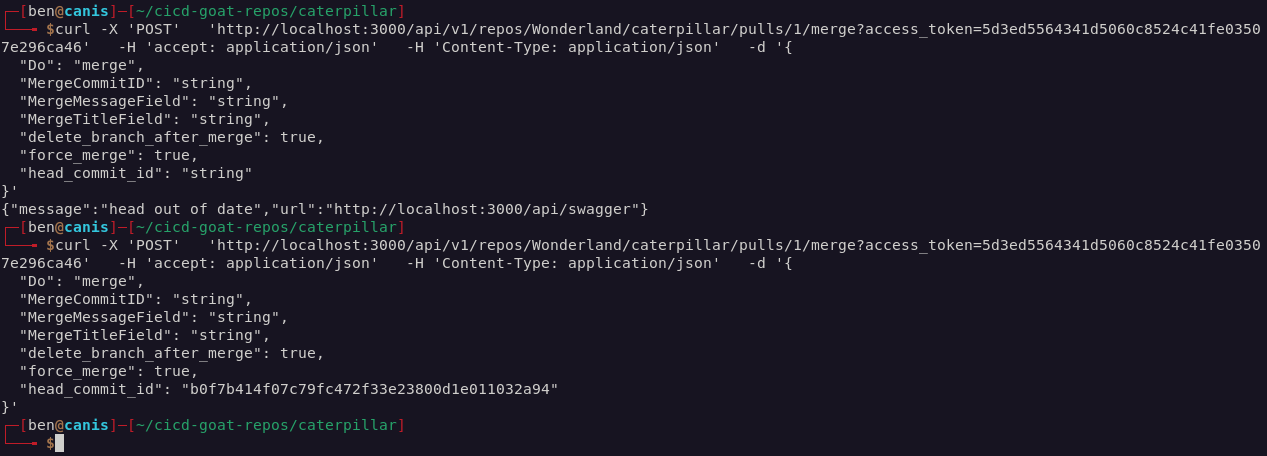 ┌─[ben@canis]─[~/cicd-goat-repos/caterpillar]
└──╼ $curl -X 'POST'   'http://localhost:3000/api/v1/repos/Wonderland/caterpillar/pulls/1/merge?access_token=5d3ed5564341d5060c8524c41fe0350
7e296ca46'   -H 'accept: application/json'   -H 'Content-Type: application/json'   -d '{
  "Do": "merge",
  "MergeCommitID": "string",
  "MergeMessageField": "string",
  "MergeTitleField": "string",
  "delete_branch_after_merge": true,
  "force_merge": true,
  "head_commit_id": "string"
}'
{"message":"head out of date","url":"http://localhost:3000/api/swagger"}
┌─[ben@canis]─[~/cicd-goat-repos/caterpillar]
└──╼ $curl -X 'POST'   'http://localhost:3000/api/v1/repos/Wonderland/caterpillar/pulls/1/merge?access_token=5d3ed5564341d5060c8524c41fe0350
7e296ca46'   -H 'accept: application/json'   -H 'Content-Type: application/json'   -d '{
  "Do": "merge",
  "MergeCommitID": "string",
  "MergeMessageField": "string",
  "MergeTitleField": "string",
  "delete_branch_after_merge": true,
  "force_merge": true,
  "head_commit_id": "b0f7b414f07c79fc472f33e23800d1e011032a94"
}'
┌─[ben@canis]─[~/cicd-goat-repos/caterpillar]
└──╼ $